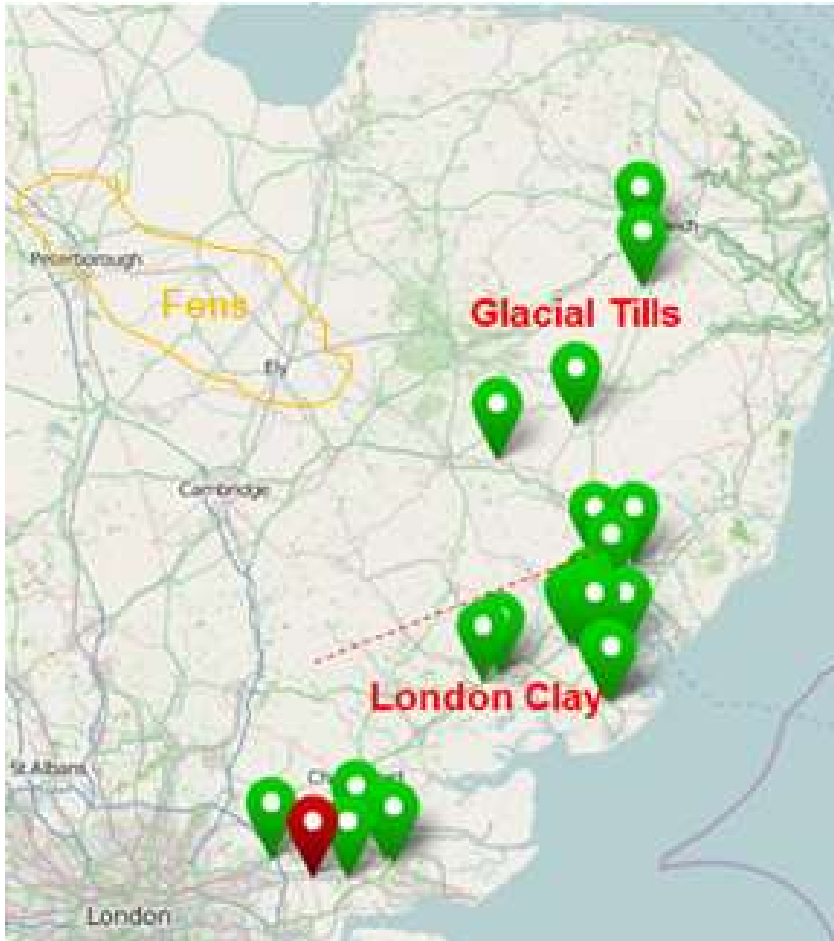 Peterborough
Fens
Glacial Tills
Ely
Cambridge
London Clay
St Albans
London